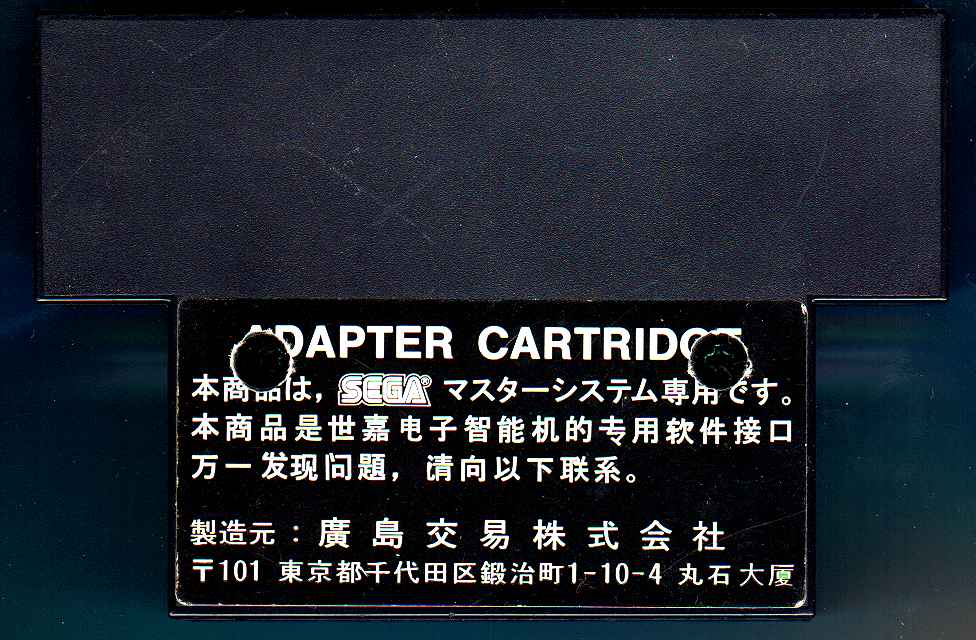 ADAPTER CARTRIDGE
本商品は，SEGA® マスターシステム専用です。
本商品是世嘉电子智能机的专用软件接口
万一发现问題，请向以下联系。
製造元：廣島交易株式会社
〒101 東京都千代田区鍛治町1-10-4 丸石大厦